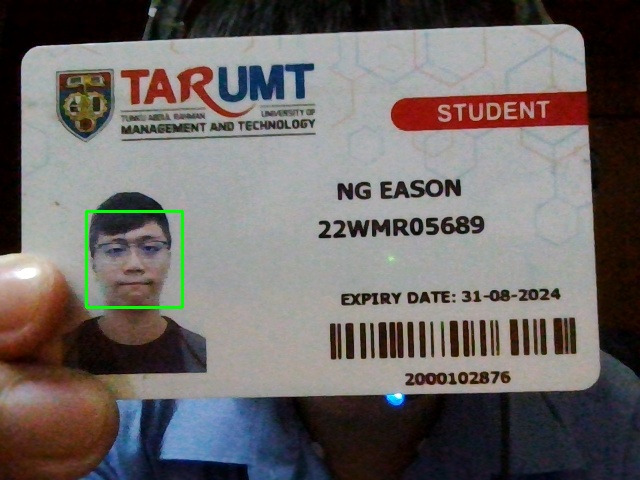 TARUMT
TUNKU ABDUL RAHMAN UNIVERSITY OF
MANAGEMENT AND TECHNOLOGY
STUDENT
NG EASON
22WMR05689
EXPIRY DATE: 31-08-2024
2000102876